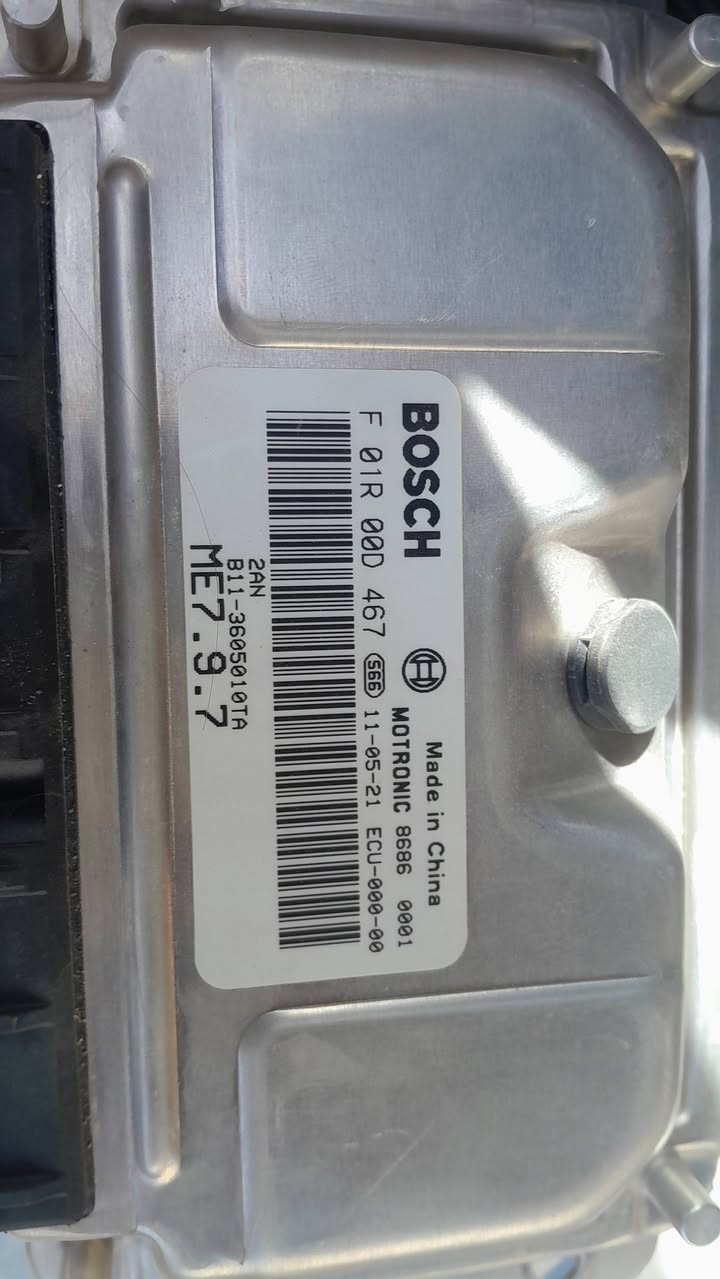 BOSCH
Made in China
MOTRONIC 8686 0001
F 01R 00D 467 S66 11-05-21 ECU-000-00
2AN
B11-3605010TA
ME7.9.7